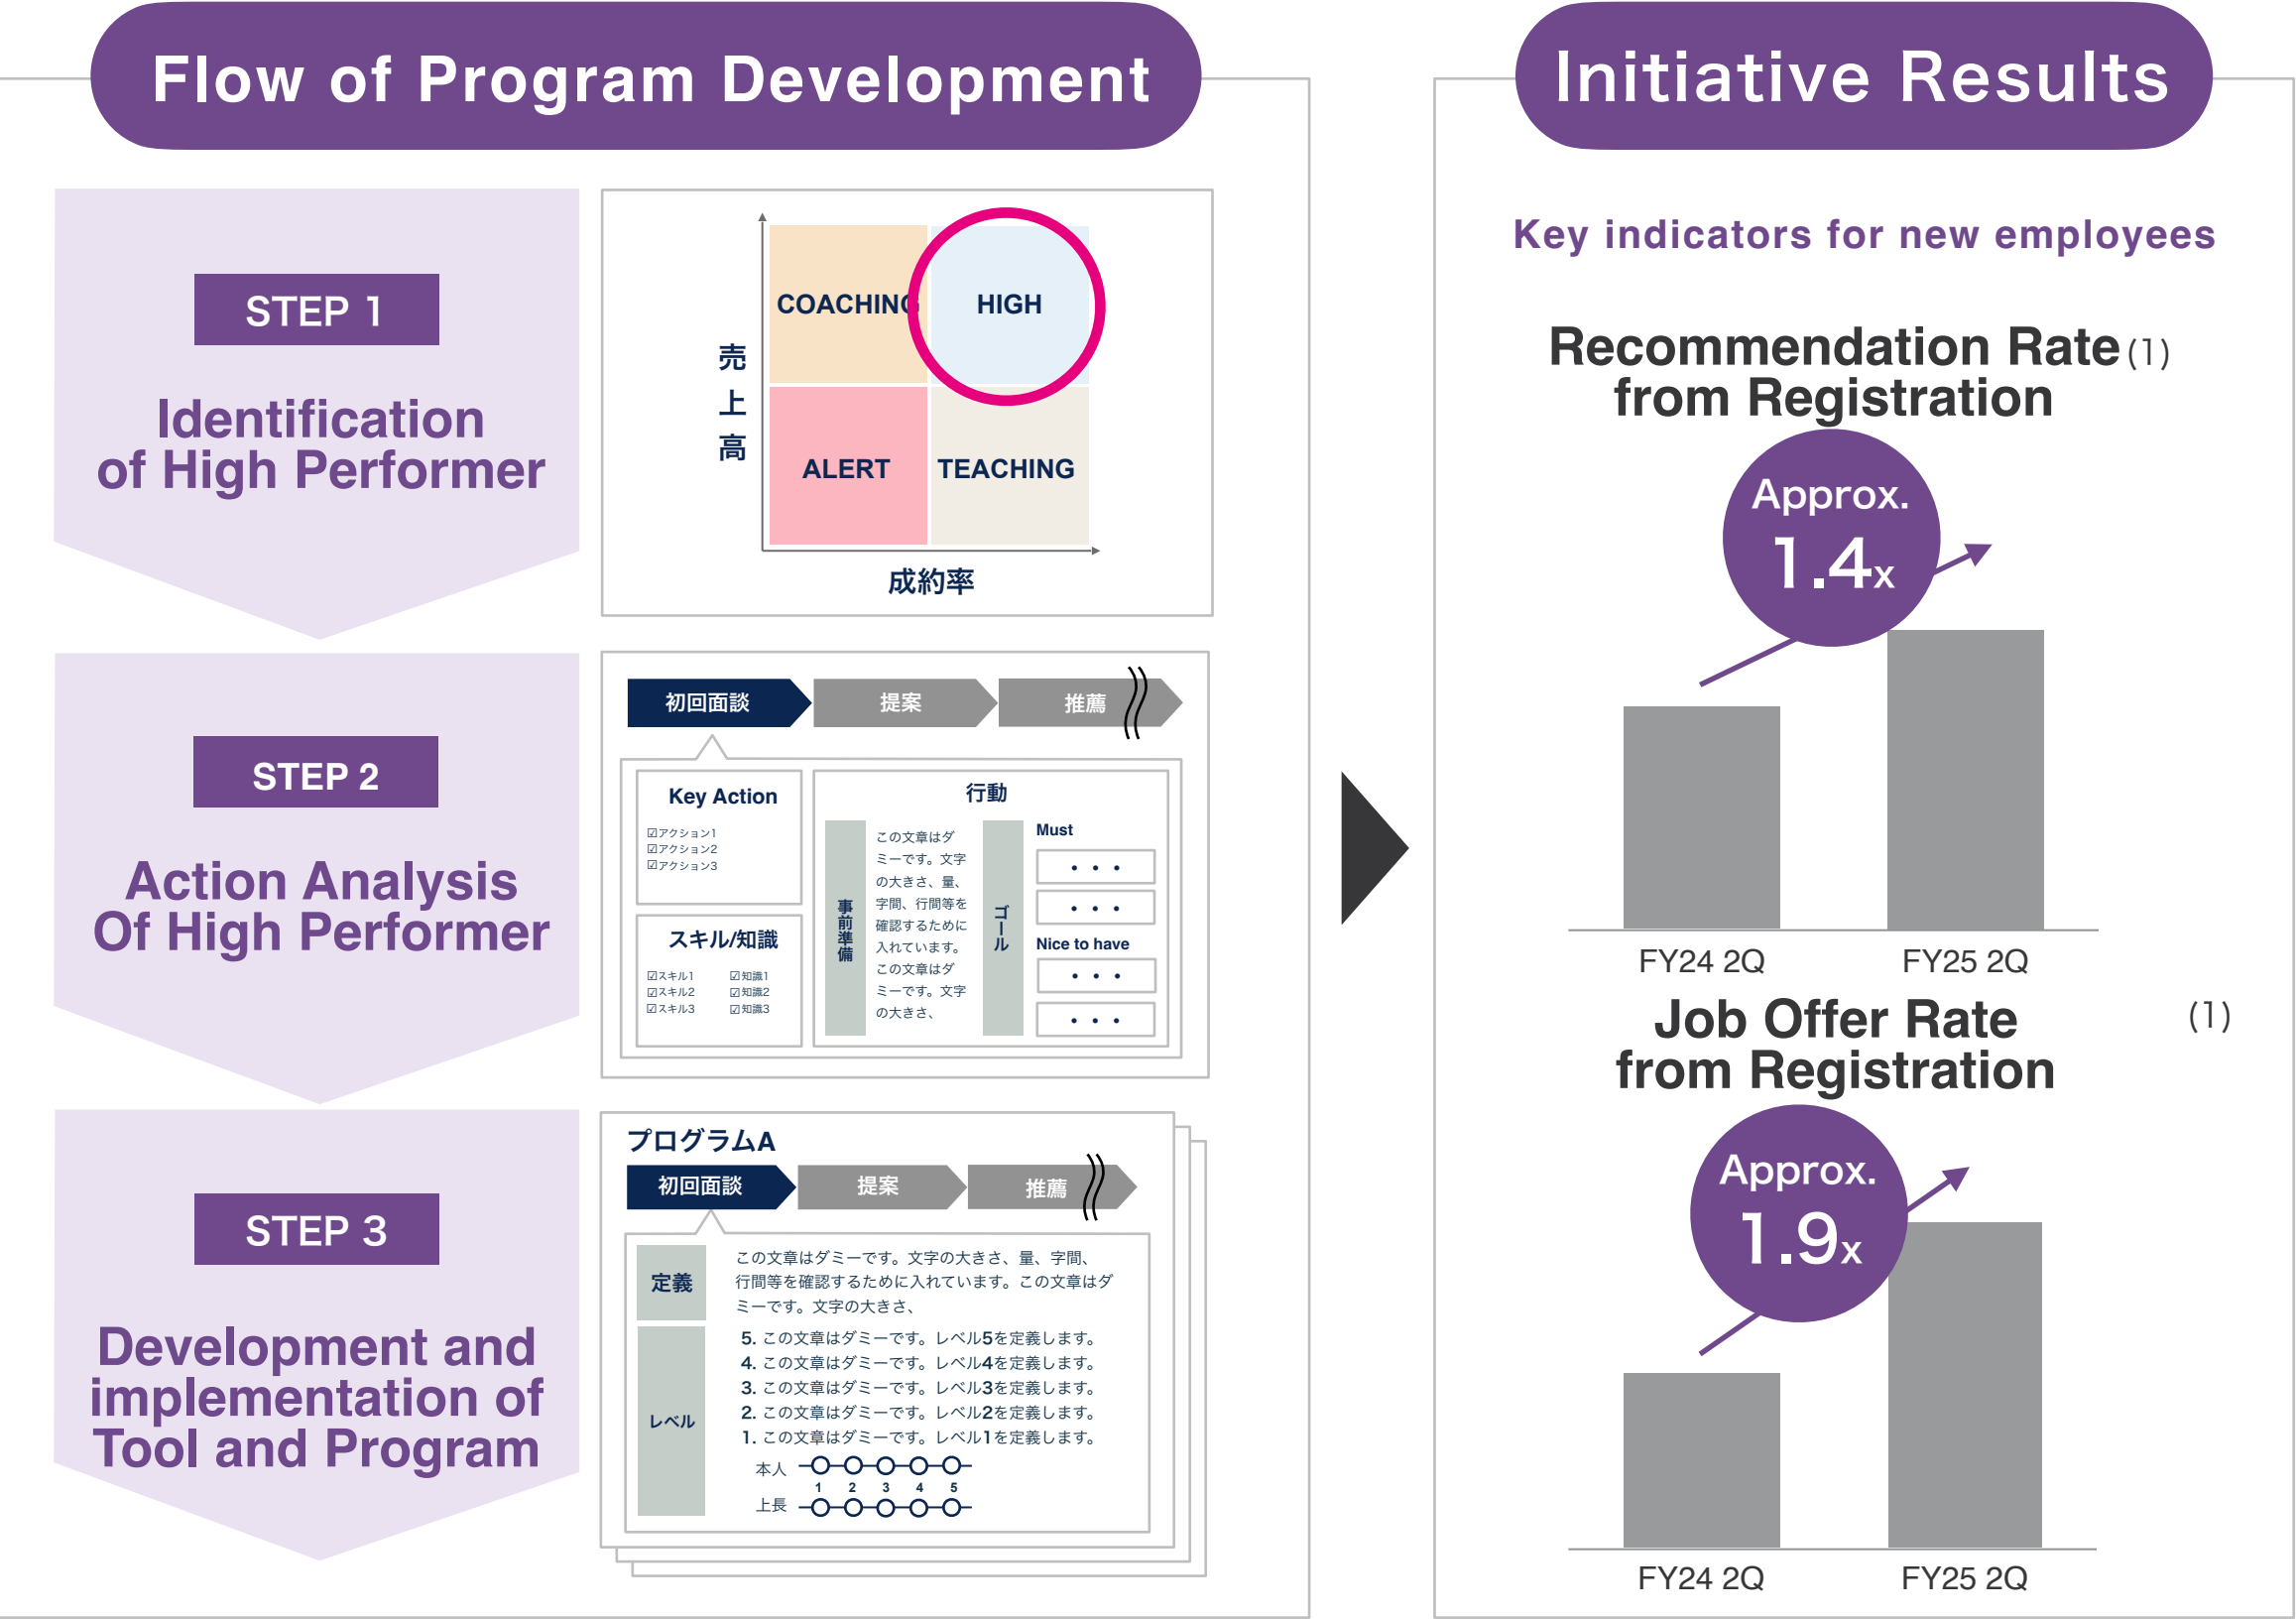 Flow of Program Development
STEP 1
Identification
of High Performer
売
上
高
COACHING
HIGH
ALERT
TEACHING
成約率
STEP 2
Action Analysis
Of High Performer
初回面談
提案
推薦
Key Action
☑アクション1
☑アクション2
☑アクション3
スキル/知識
☑スキル1
☑スキル2
☑スキル3
☑知識1
☑知識2
☑知識3
行動
事前準備
この文章はダ
ミーです。文字
の大きさ、量、
字間、行間等を
確認するために
入れています。
この文章はダ
ミーです。文字
の大きさ、
ゴール
Must
・・・
・・・
Nice to have
・・・
・・・
STEP 3
Development and
implementation of
Tool and Program
プログラムA
初回面談
提案
推薦
定義
この文章はダミーです。文字の大きさ、量、字間、
行間等を確認するために入れています。この文章はダ
ミーです。文字の大きさ、
レベル
5. この文章はダミーです。レベル5を定義します。
4. この文章はダミーです。レベル4を定義します。
3. この文章はダミーです。レベル3を定義します。
2. この文章はダミーです。レベル2を定義します。
1. この文章はダミーです。レベル1を定義します。
本人
1 2 3 4 5
上長
Initiative Results
Key indicators for new employees
Recommendation Rate (1)
from Registration
Approx.
1.4x
FY24 2Q
FY25 2Q
Job Offer Rate (1)
from Registration
Approx.
1.9x
FY24 2Q
FY25 2Q